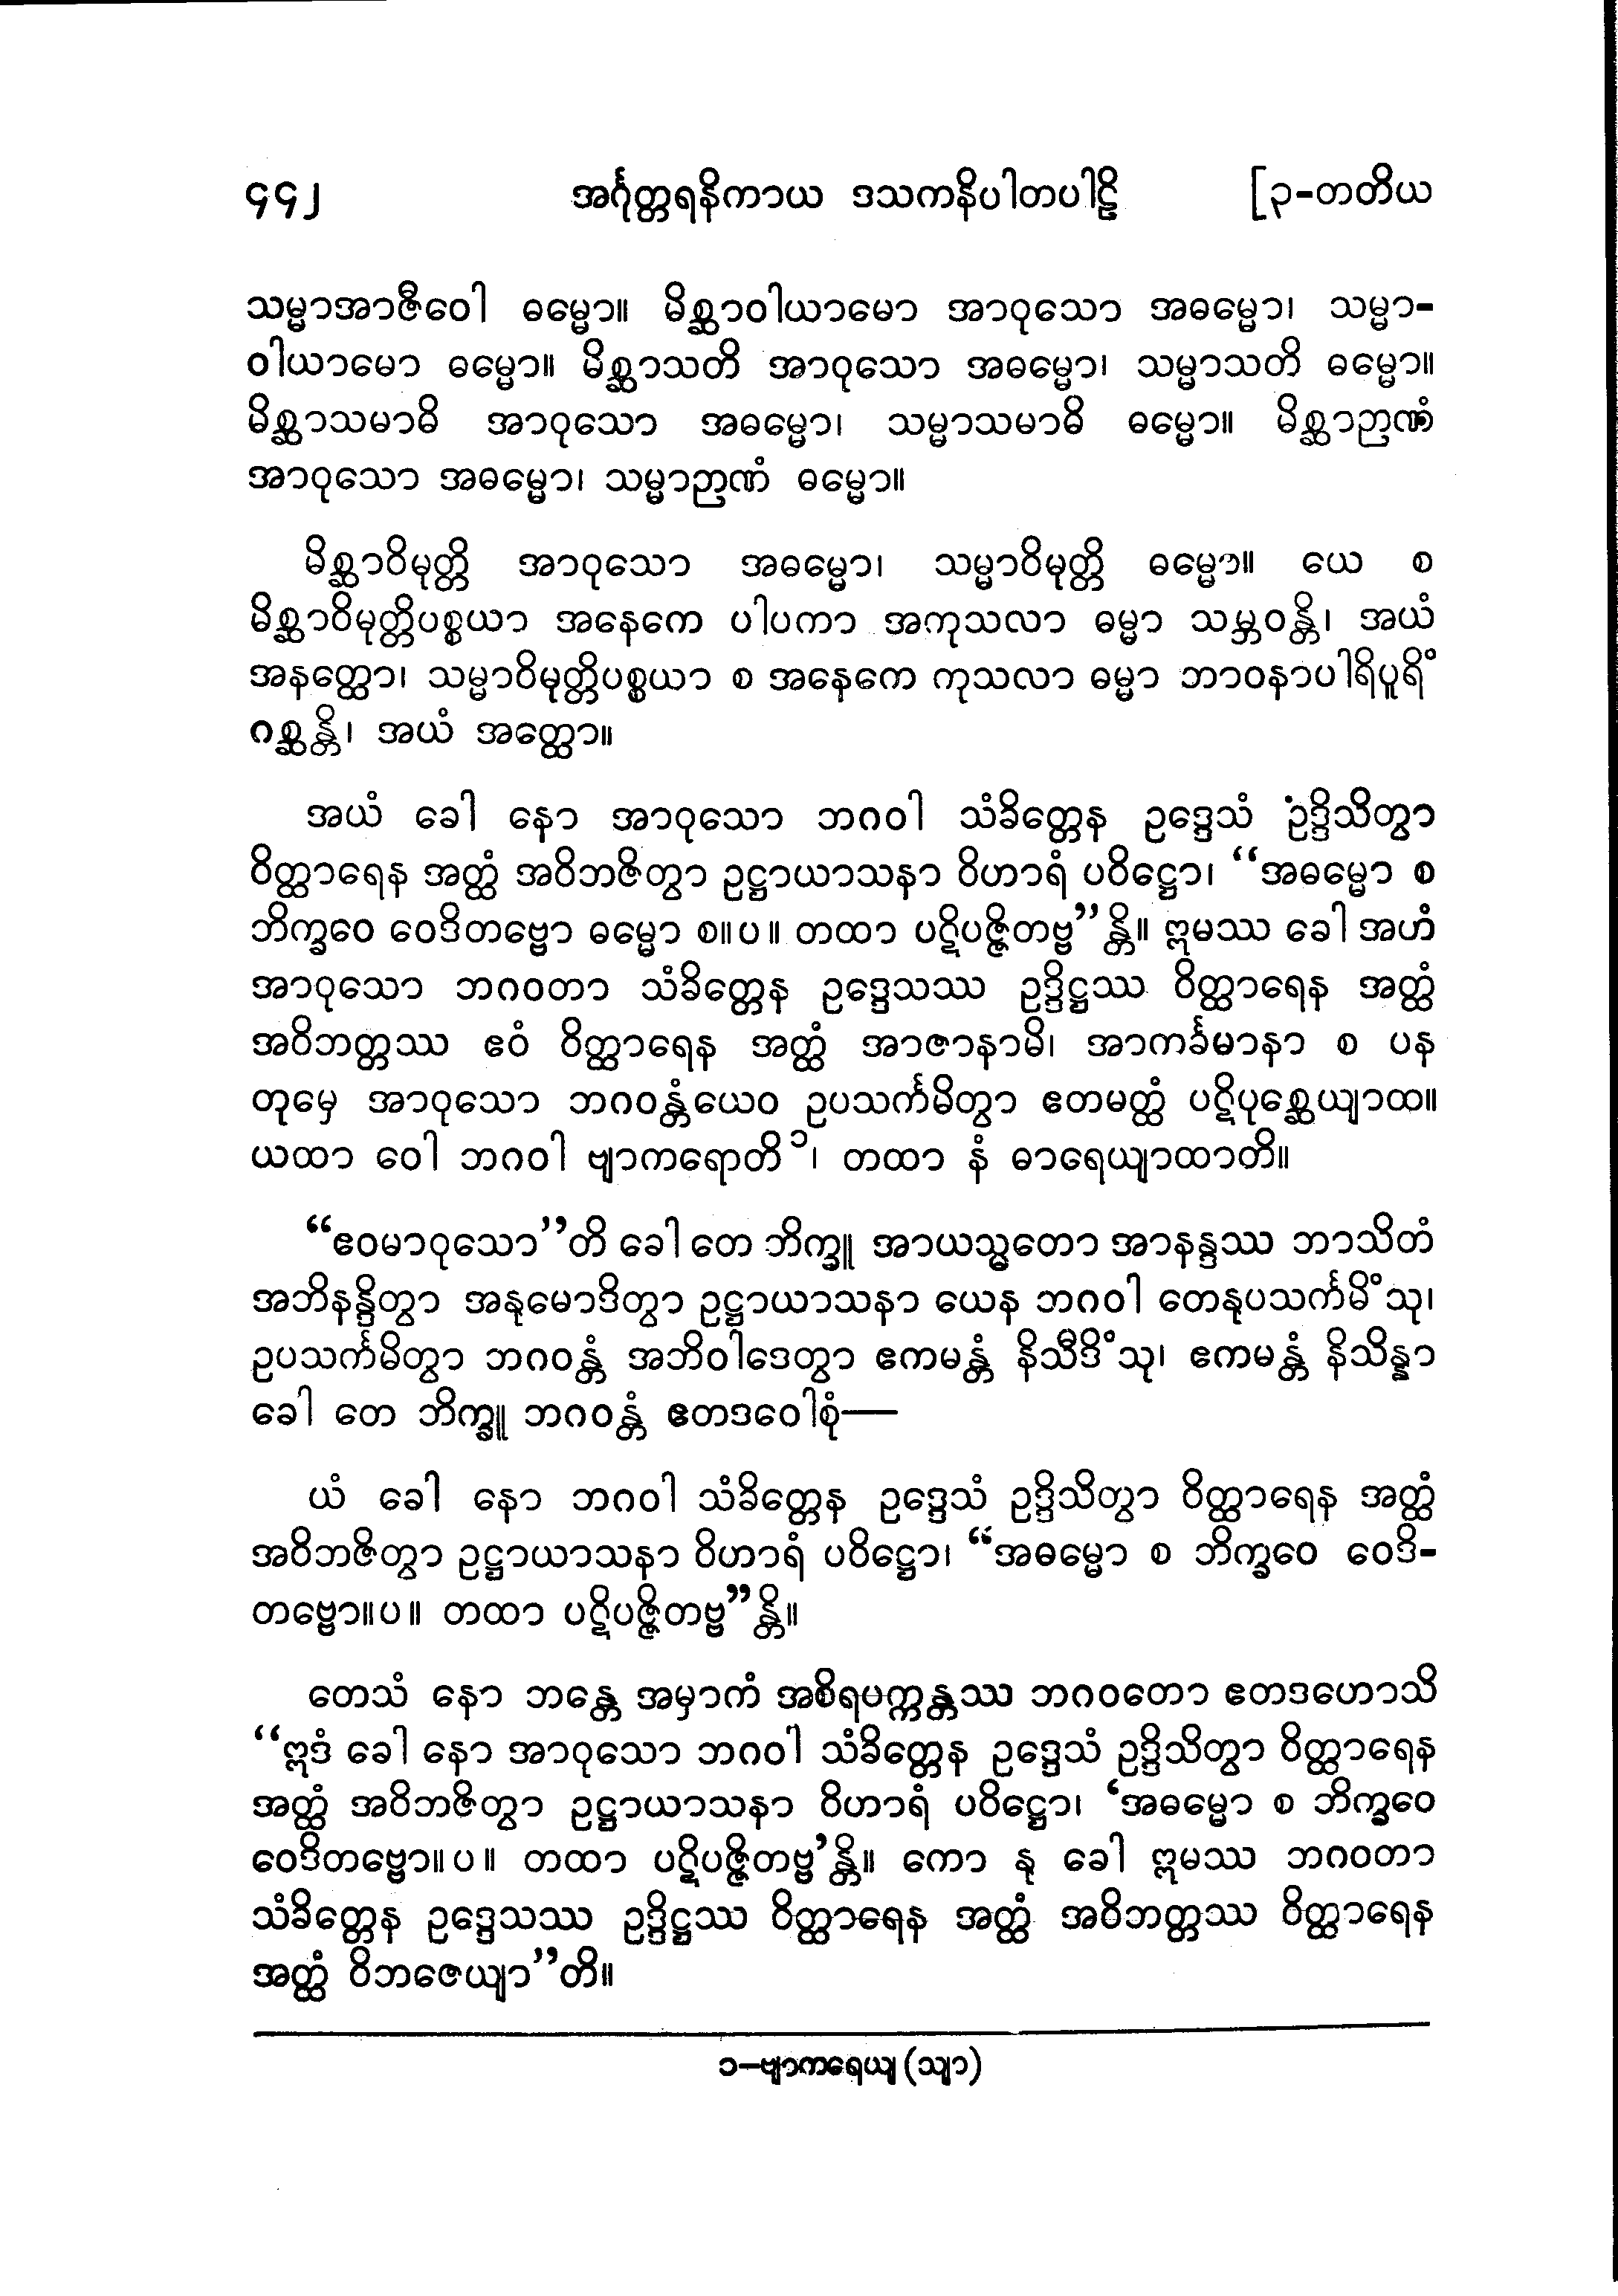 ၄၄၂ အင်္ဂုတ္တရနိကာယ ဒသကနိပါတပါဠိ [၃-တတိယ
သမ္မာအာဇီဝေါ ဓမ္မော။ မိစ္ဆာဝါယာမော အာဝုသော အဓမ္မော၊ သမ္မာ-
ဝါယာမော ဓမ္မော။ မိစ္ဆာသတိ အာဝုသော အဓမ္မော၊ သမ္မာသတိ ဓမ္မော။
မိစ္ဆာသမာဓိ အာဝုသော အဓမ္မော၊ သမ္မာသမာဓိ ဓမ္မော။ မိစ္ဆာဉာဏံ
အာဝုသော အဓမ္မော၊ သမ္မာဉာဏံ ဓမ္မော။
မိစ္ဆာဝိမုတ္တိ အာဝုသော အဓမ္မော၊ သမ္မာဝိမုတ္တိ ဓမ္မော။ ယေ စ
မိစ္ဆာဝိမုတ္တိပစ္စယာ အနေကေ ပါပကာ အကုသလာ ဓမ္မာ သမ္ဘဝန္တိ၊ အယံ
အနတ္ထော၊ သမ္မာဝိမုတ္တိပစ္စယာ စ အနေကေ ကုသလာ ဓမ္မာ ဘာဝနာပါရိပူရိံ
ဂစ္ဆန္တိ၊ အယံ အတ္ထော။
အယံ ခေါ နော အာဝုသော ဘဂဝါ သံခိတ္တေန ဥဒ္ဒေသံ ဥဒ္ဒိသိတွာ
ဝိတ္ထာရေန အတ္ထံ အဝိဘဇိတွာ ဥဋ္ဌာယာသနာ ဝိဟာရံ ပဝိဋ္ဌော၊ “အဓမ္မော စ
ဘိက္ခဝေ ဝေဒိတဗ္ဗော ဓမ္မော စ။ပ။ တထာ ပဋိပဇ္ဇိတဗ္ဗ”န္တိ။ ဣမဿ ခေါ အဟံ
အာဝုသော ဘဂဝတာ သံခိတ္တေန ဥဒ္ဒေသဿ ဥဒ္ဒိဋ္ဌဿ ဝိတ္ထာရေန အတ္ထံ
အဝိဘတ္တဿ ဧဝံ ဝိတ္ထာရေန အတ္ထံ အာဇာနာမိ၊ အာကင်္ခမာနာ စ ပန
တုမှေ အာဝုသော ဘဂဝန္တံယေဝ ဥပသင်္ကမိတွာ ဧတမတ္ထံ ပဋိပုစ္ဆေယျာထ။
ယထာ ဝေါ ဘဂဝါ ဗျာကရောတိ ၁၊ တထာ နံ ဓာရေယျာထာတိ။
“ဧဝမာဝုသော”တိ ခေါ တေ ဘိက္ခူ အာယသ္မတော အာနန္ဒဿ ဘာသိတံ
အဘိနန္ဒိတွာ အနုမောဒိတွာ ဥဋ္ဌာယာသနာ ယေန ဘဂဝါ တေနုပသင်္ကမိံသု၊
ဥပသင်္ကမိတွာ ဘဂဝန္တံ အဘိဝါဒေတွာ ဧကမန္တံ နိသီဒိံသု၊ ဧကမန္တံ နိသိန္နာ
ခေါ တေ ဘိက္ခူ ဘဂဝန္တံ ဧတဒဝေါစုံ—
ယံ ခေါ နော ဘဂဝါ သံခိတ္တေန ဥဒ္ဒေသံ ဥဒ္ဒိသိတွာ ဝိတ္ထာရေန အတ္ထံ
အဝိဘဇိတွာ ဥဋ္ဌာယာသနာ ဝိဟာရံ ပဝိဋ္ဌော၊ “အဓမ္မော စ ဘိက္ခဝေ ဝေဒိ-
တဗ္ဗော။ပ။ တထာ ပဋိပဇ္ဇိတဗ္ဗ”န္တိ။
တေသံ နော ဘန္တေ အမှာကံ အစိရပက္ကန္တဿ ဘဂဝတော ဧတဒဟောသိ
“ဣဒံ ခေါ နော အာဝုသော ဘဂဝါ သံခိတ္တေန ဥဒ္ဒေသံ ဥဒ္ဒိသိတွာ ဝိတ္ထာရေန
အတ္ထံ အဝိဘဇိတွာ ဥဋ္ဌာယာသနာ ဝိဟာရံ ပဝိဋ္ဌော၊ ‘အဓမ္မော စ ဘိက္ခဝေ
ဝေဒိတဗ္ဗော။ပ။ တထာ ပဋိပဇ္ဇိတဗ္ဗ’န္တိ။ ကော နု ခေါ ဣမဿ ဘဂဝတာ
သံခိတ္တေန ဥဒ္ဒေသဿ ဥဒ္ဒိဋ္ဌဿ ဝိတ္ထာရေန အတ္ထံ အဝိဘတ္တဿ ဝိတ္ထာရေန
အတ္ထံ ဝိဘဇေယျာ”တိ။
၁—ဗျာကရေယျ (သျာ)